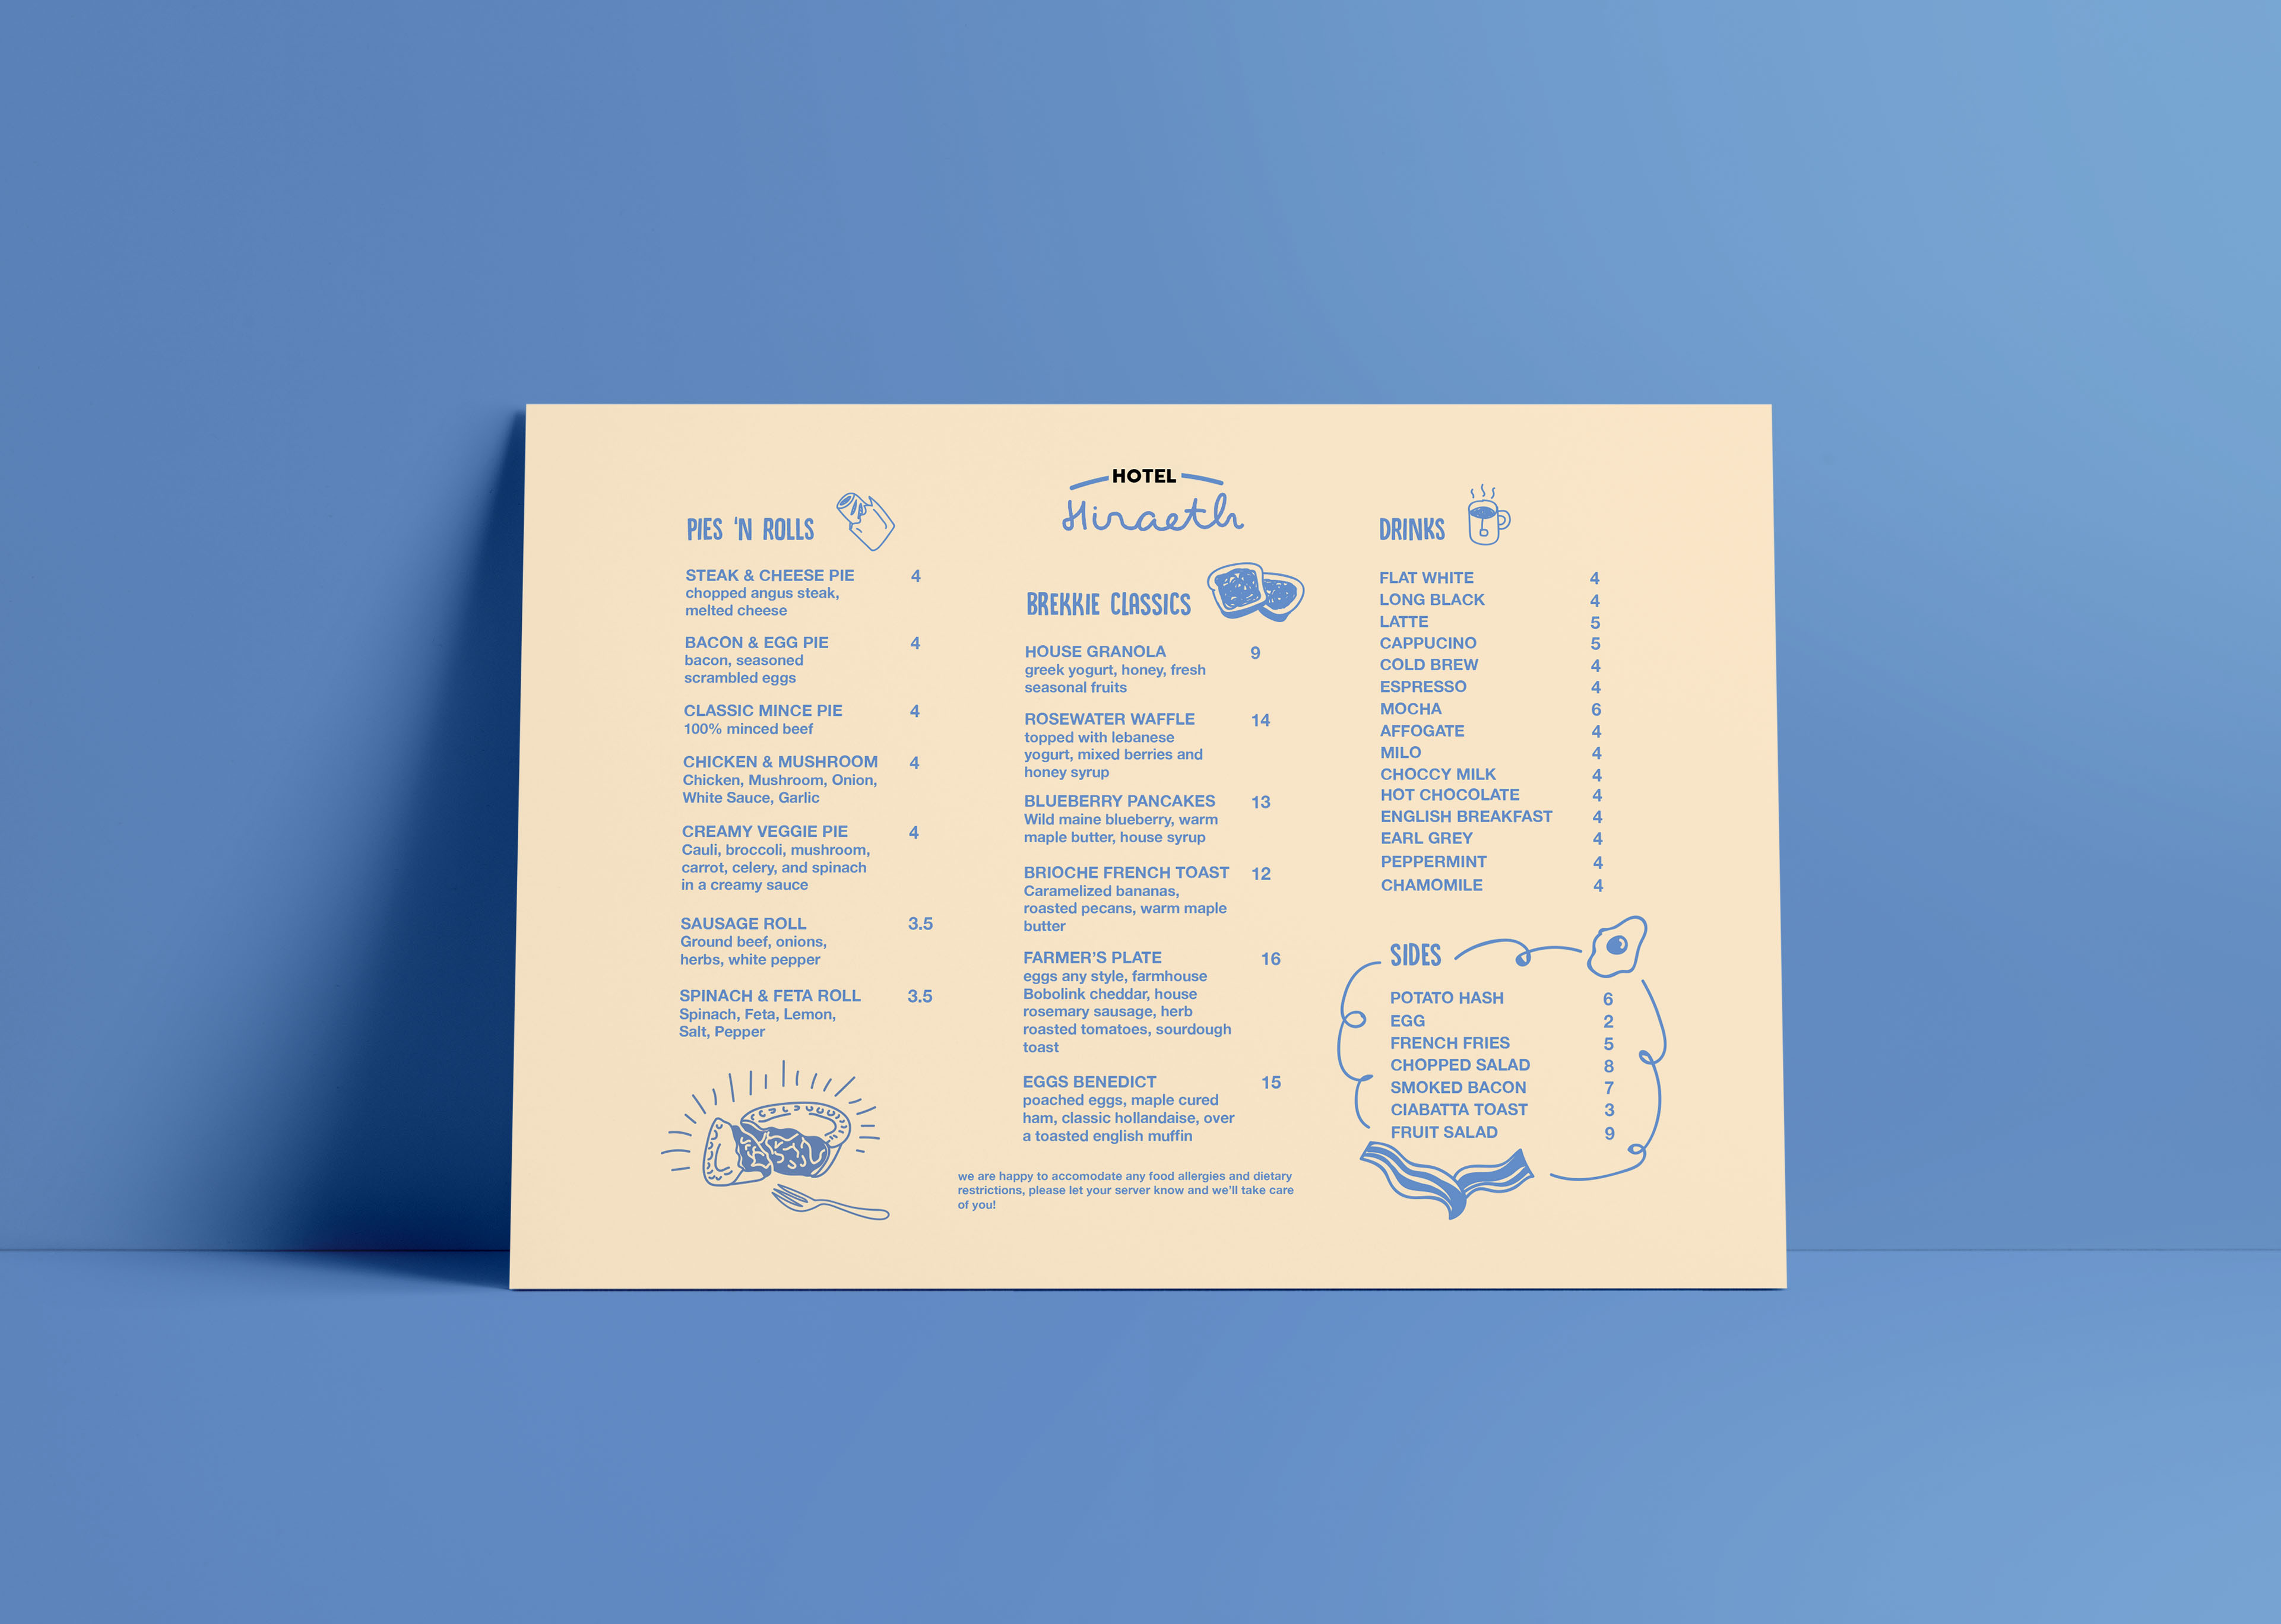 HOTEL
Hiraeth
PIES 'N ROLLS
STEAK & CHEESE PIE 4
chopped angus steak,
melted cheese
BACON & EGG PIE 4
bacon, seasoned
scrambled eggs
CLASSIC MINCE PIE 4
100% minced beef
CHICKEN & MUSHROOM 4
Chicken, Mushroom, Onion,
White Sauce, Garlic
CREAMY VEGGIE PIE 4
Cauli, broccoli, mushroom,
carrot, celery, and spinach
in a creamy sauce
SAUSAGE ROLL 3.5
Ground beef, onions,
herbs, white pepper
SPINACH & FETA ROLL 3.5
Spinach, Feta, Lemon,
Salt, Pepper
BREKKIE CLASSICS
HOUSE GRANOLA 9
greek yogurt, honey, fresh
seasonal fruits
ROSEWATER WAFFLE 14
topped with lebanese
yogurt, mixed berries and
honey syrup
BLUEBERRY PANCAKES 13
Wild maine blueberry, warm
maple butter, house syrup
BRIOCHE FRENCH TOAST 12
Caramelized bananas,
roasted pecans, warm maple
butter
FARMER'S PLATE 16
eggs any style, farmhouse
Bobolink cheddar, house
rosemary sausage, herb
roasted tomatoes, sourdough
toast
EGGS BENEDICT 15
poached eggs, maple cured
ham, classic hollandaise, over
a toasted english muffin
we are happy to accomodate any food allergies and dietary
restrictions, please let your server know and we'll take care
of you!
DRINKS
FLAT WHITE 4
LONG BLACK 4
LATTE 5
CAPPUCINO 5
COLD BREW 4
ESPRESSO 4
MOCHA 6
AFFOGATE 4
MILO 4
CHOCCY MILK 4
HOT CHOCOLATE 4
ENGLISH BREAKFAST 4
EARL GREY 4
PEPPERMINT 4
CHAMOMILE 4
SIDES
POTATO HASH 6
EGG 2
FRENCH FRIES 5
CHOPPED SALAD 8
SMOKED BACON 7
CIABATTA TOAST 3
FRUIT SALAD 9